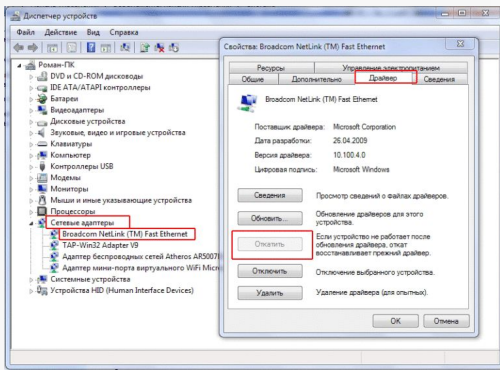 Диспетчер устройств
Файл Действие Вид Справка
Роман-ПК
DVD и CD-ROM дисководы
IDE ATA/ATAPI контроллеры
Батареи
Видеоадаптеры
Дисковые устройства
Звуковые, видео и игровые устройства
Клавиатуры
Компьютер
Контроллеры USB
Модемы
Мониторы
Мыши и иные указывающие устройства
Процессоры
Сетевые адаптеры
Broadcom NetLink (TM) Fast Ethernet
TAP-Win32 Adapter V9
Адаптер беспроводных сетей Atheros AR5007
Адаптер мини-порта виртуального WiFi Micro
Системные устройства
Устройства HID (Human Interface Devices)
Свойства: Broadcom NetLink (TM) Fast Ethernet
Ресурсы Управление электропитанием
Общие Дополнительно Драйвер Сведения
Broadcom NetLink (TM) Fast Ethernet
Поставщик драйвера: Microsoft Corporation
Дата разработки: 26.04.2009
Версия драйвера: 10.100.4.0
Цифровая подпись: Microsoft Windows
Сведения Просмотр сведений о файлах драйверов.
Обновить... Обновление драйверов для этого
устройства.
Откатить Если устройство не работает после
обновления драйвера, откат
восстанавливает прежний драйвер.
Отключить Отключение выбранного устройства.
Удалить Удаление драйвера (для опытных).
OK Отмена